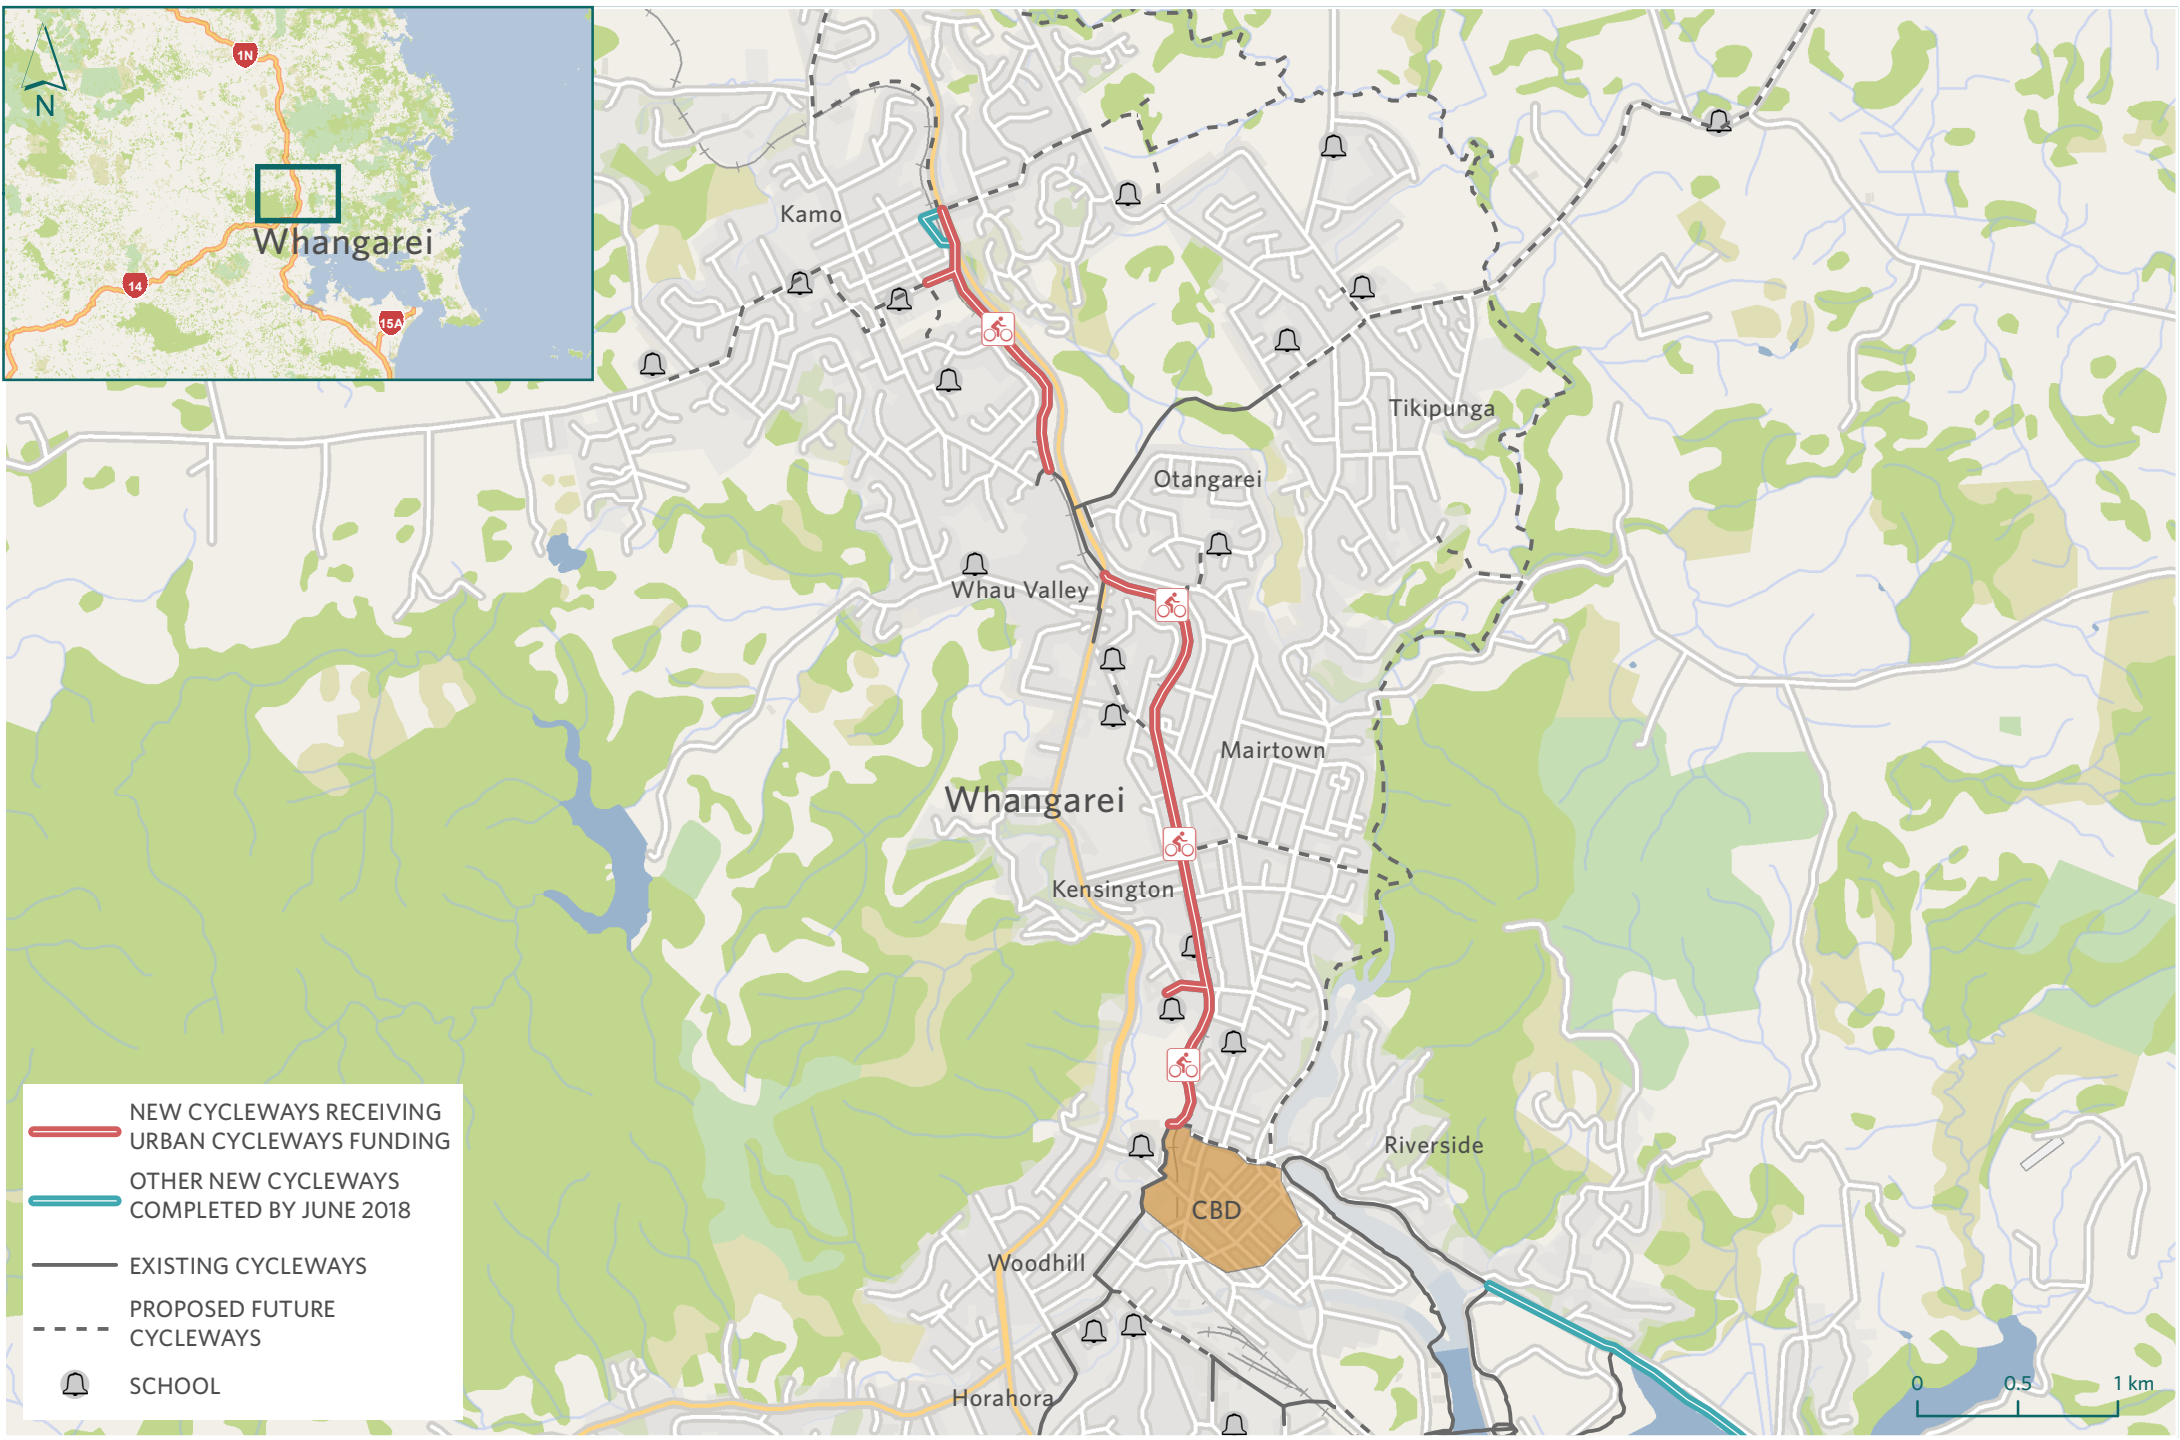 1N
N
Whangarei
14
15A
Kamo
Tikipunga
Otangarei
Whau Valley
Mairtown
Whangarei
Kensington
Riverside
CBD
Woodhill
Horahora
NEW CYCLEWAYS RECEIVING
URBAN CYCLEWAYS FUNDING
OTHER NEW CYCLEWAYS
COMPLETED BY JUNE 2018
EXISTING CYCLEWAYS
PROPOSED FUTURE
CYCLEWAYS
SCHOOL
0 0.5 1 km